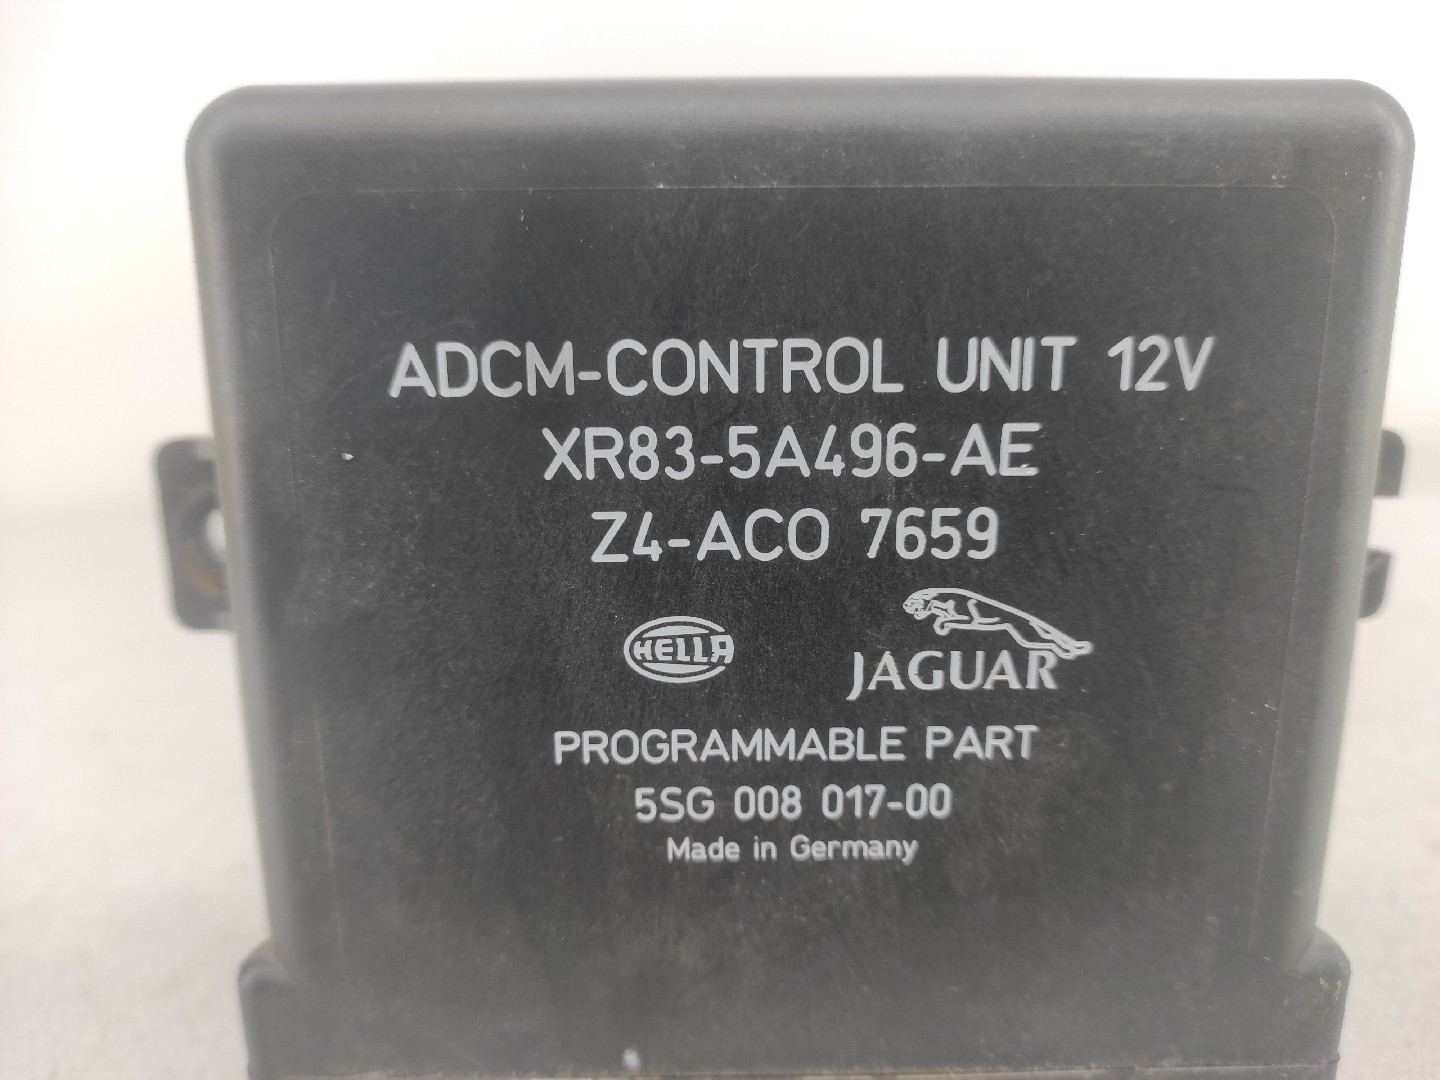 ADCM-CONTROL UNIT 12V
XR83-5A496-AE
Z4-ACO 7659
HELLA
JAGUAR
PROGRAMMABLE PART
5SG 008 017-00
Made in Germany